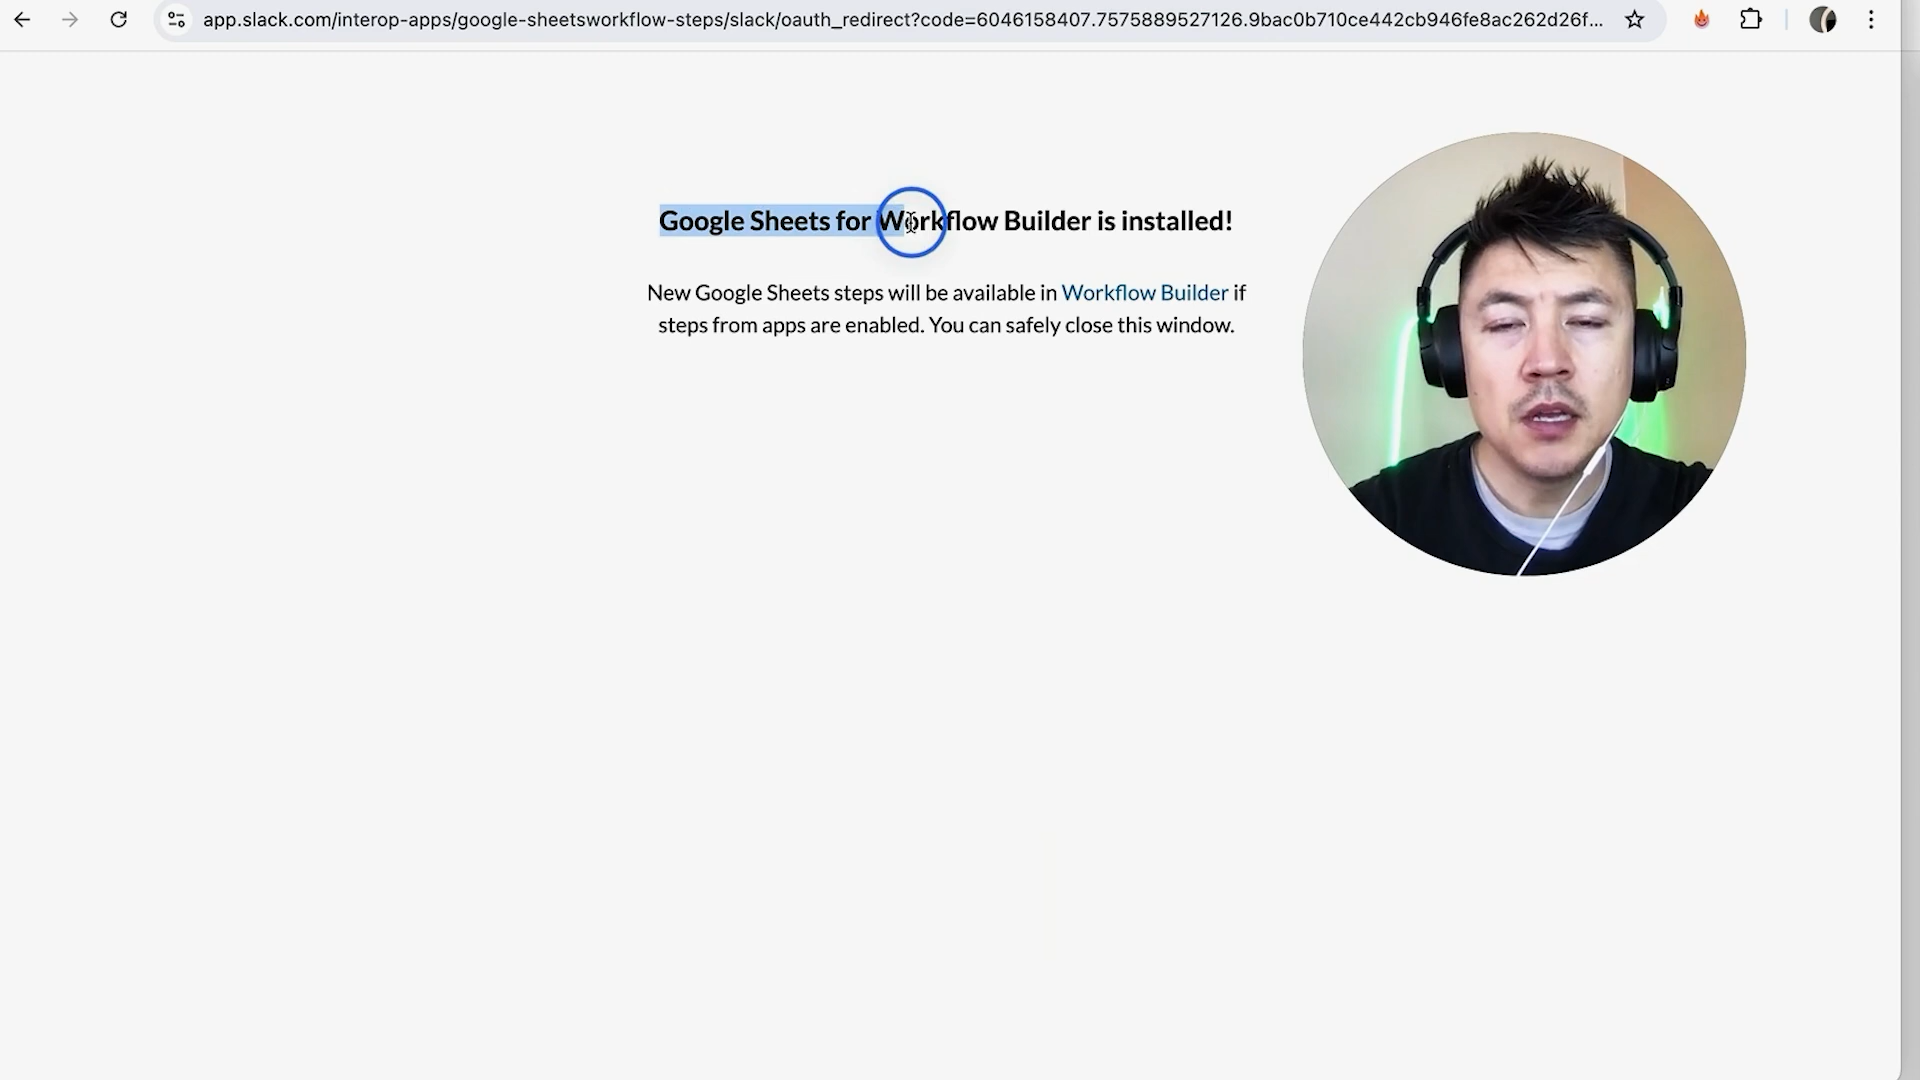 app.slack.com/interop-apps/google-sheetsworkflow-steps/slack/oauth_redirect?code=6046158407.7575889527126.9bac0b710ce442cb946fe8ac262d26f...
Google Sheets for Workflow Builder is installed!
New Google Sheets steps will be available in Workflow Builder if
steps from apps are enabled. You can safely close this window.